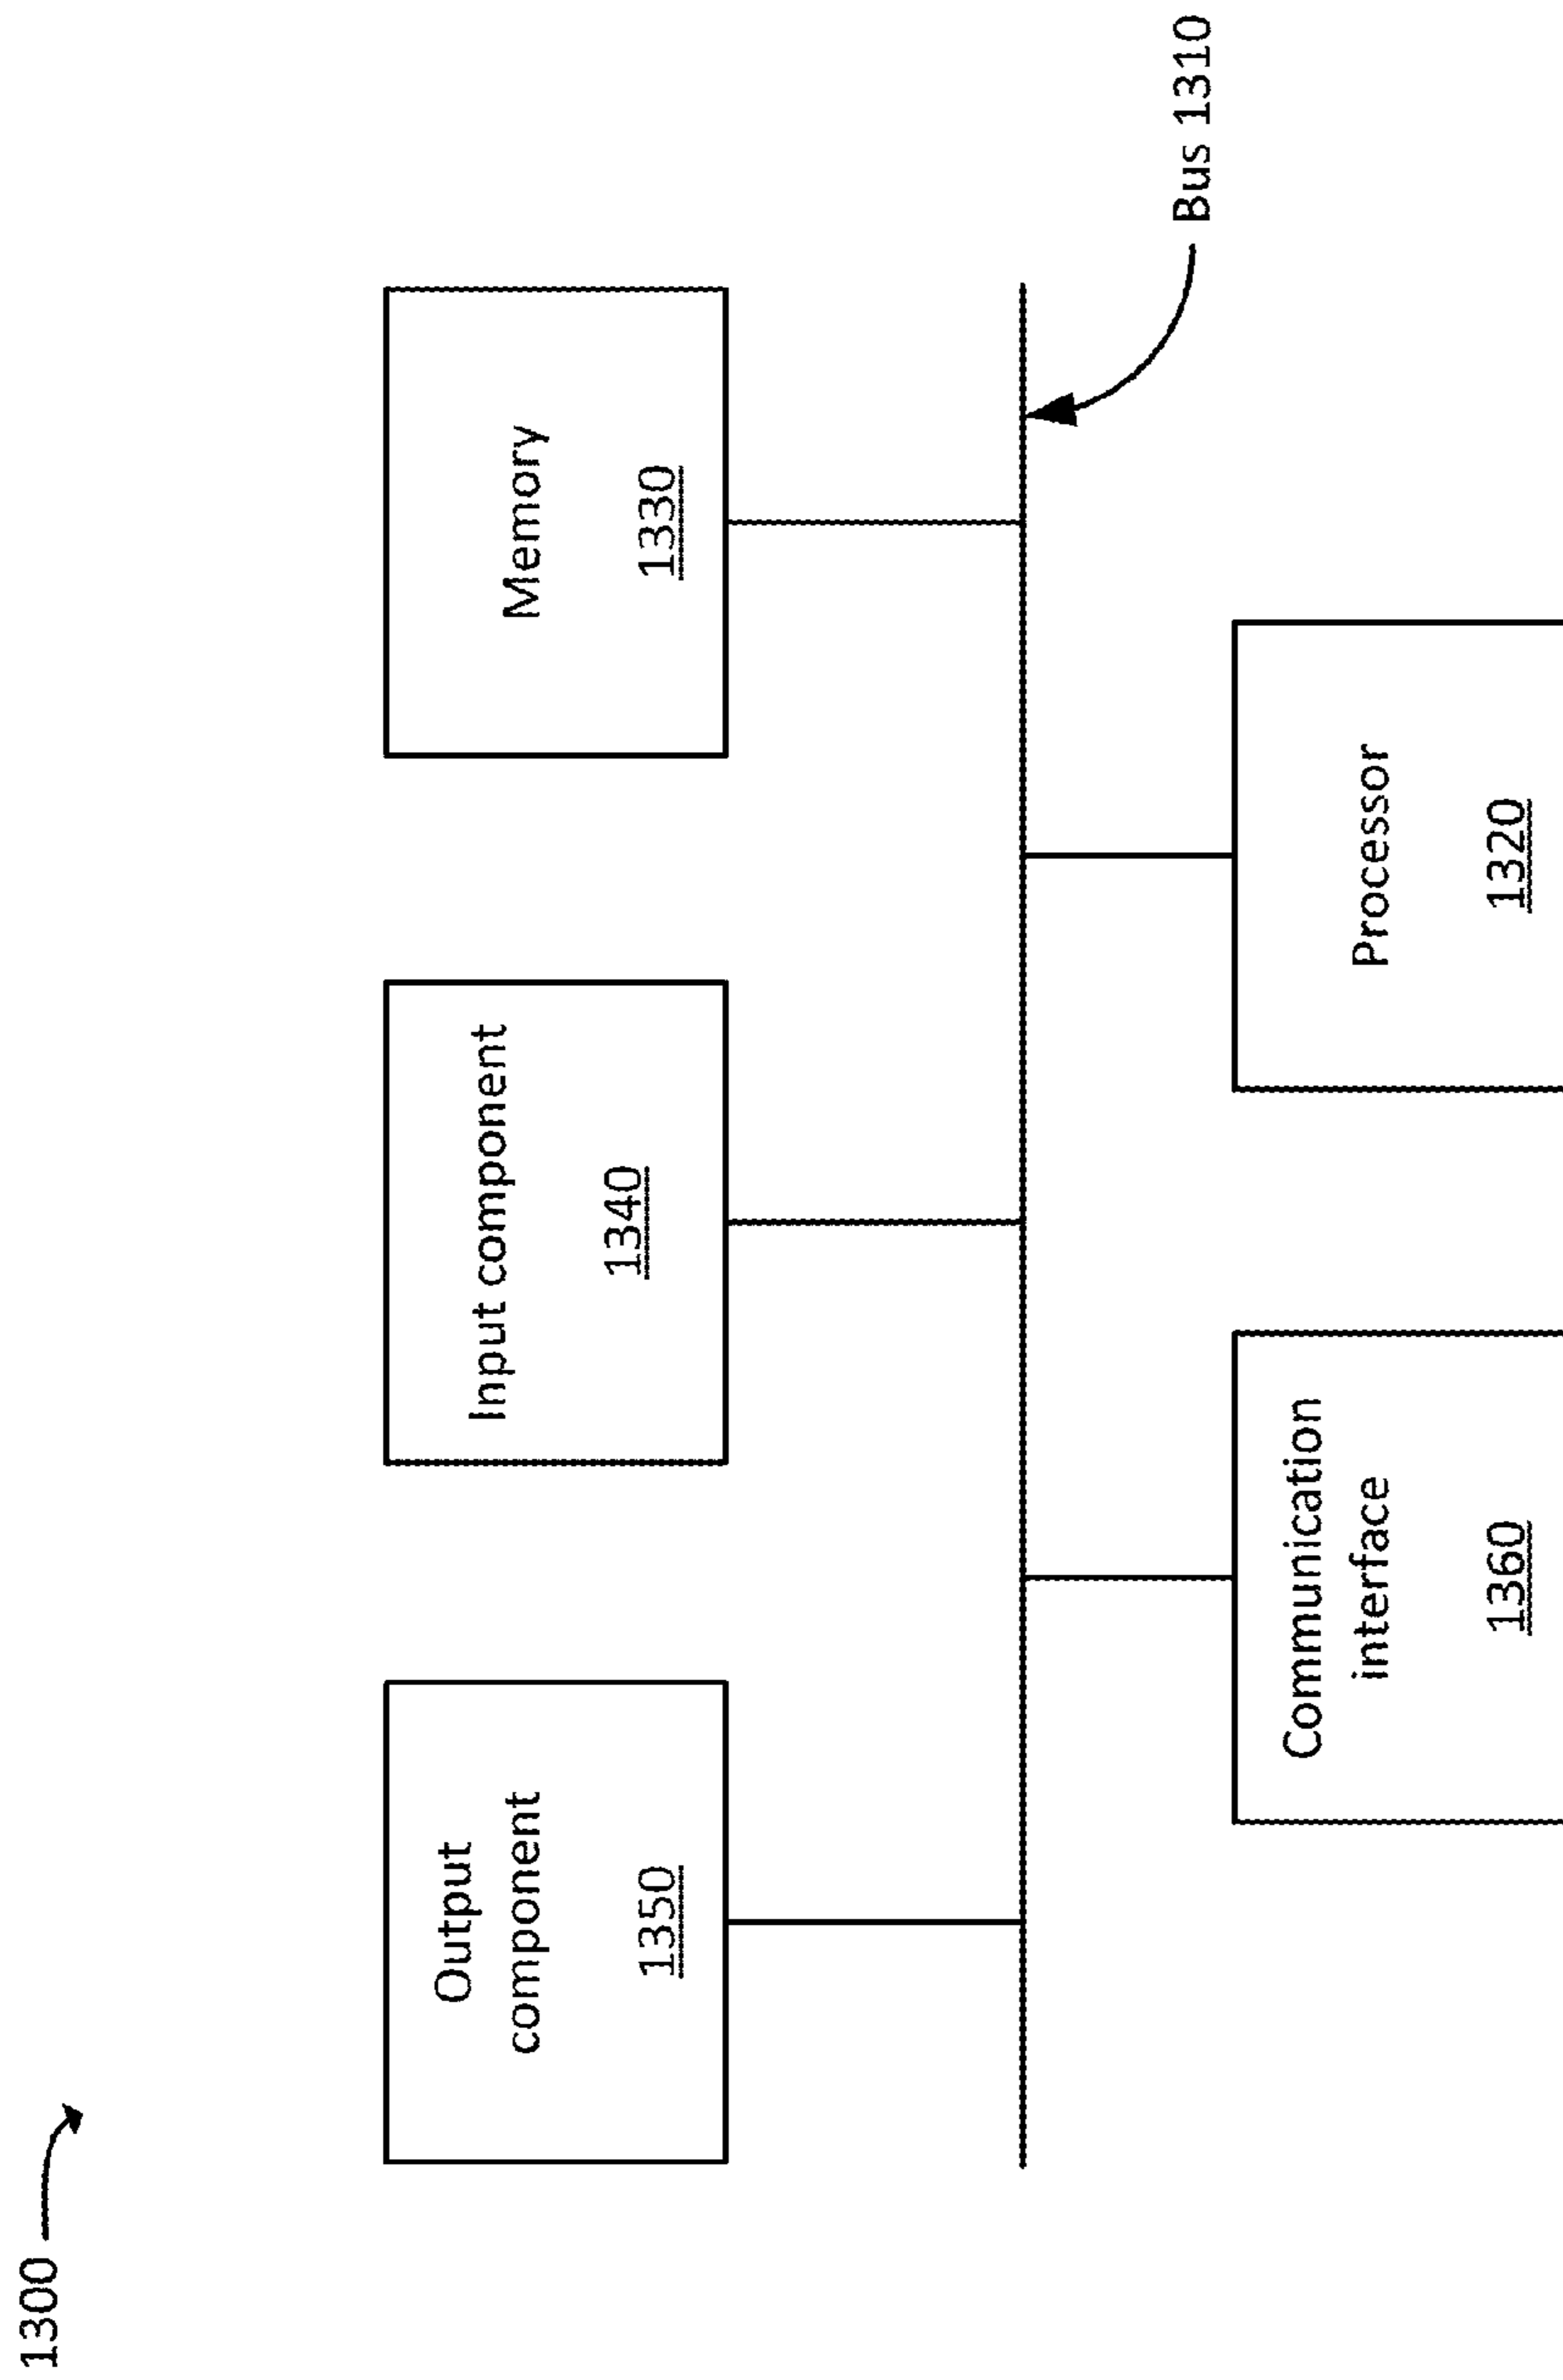 1300
Output
component
1350
Input component
1340
Memory
1330
Bus 1310
Communication
interface
1360
Processor
1320